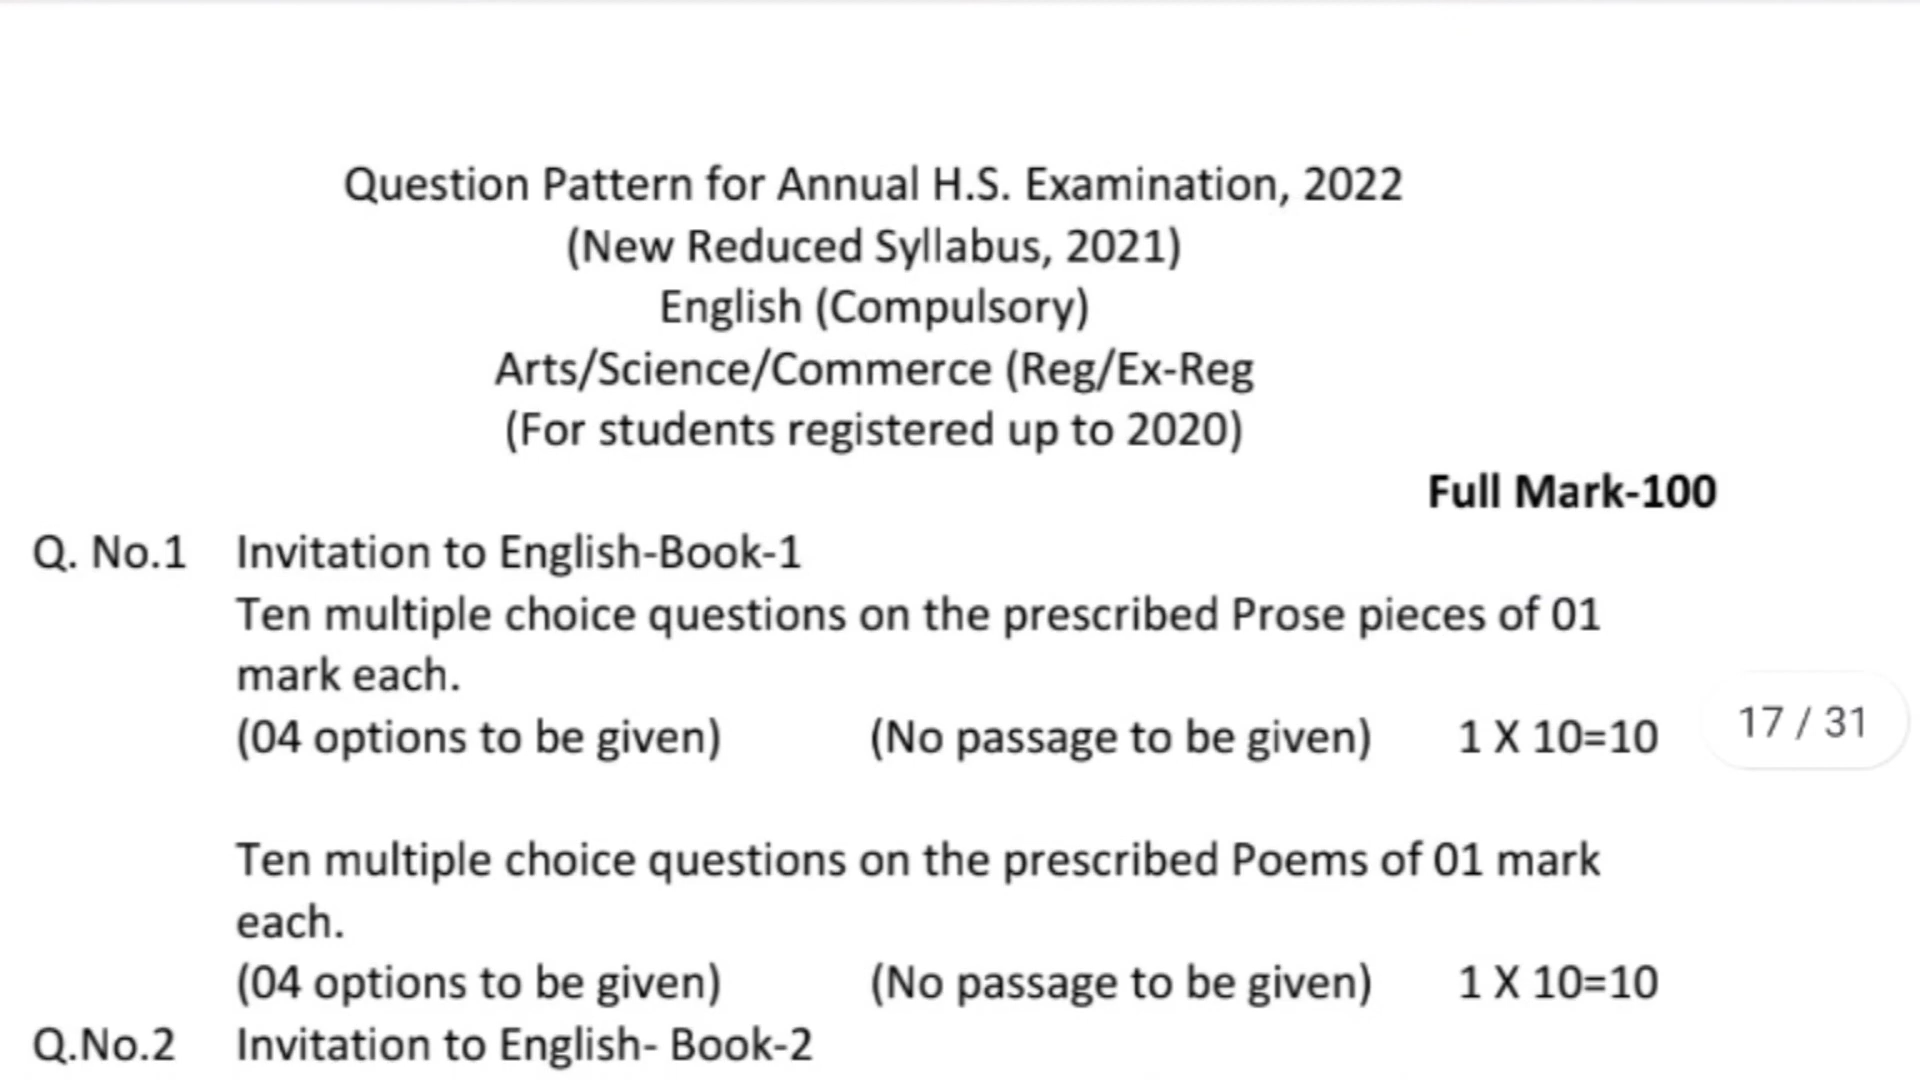 Question Pattern for Annual H.S. Examination, 2022
(New Reduced Syllabus, 2021)
English (Compulsory)
Arts/Science/Commerce (Reg/Ex-Reg
(For students registered up to 2020)
Full Mark-100
Q. No.1 Invitation to English-Book-1
Ten multiple choice questions on the prescribed Prose pieces of 01
mark each.
(04 options to be given) (No passage to be given) 1 X 10=10
17 / 31
Ten multiple choice questions on the prescribed Poems of 01 mark
each.
(04 options to be given) (No passage to be given) 1 X 10=10
Q.No.2 Invitation to English- Book-2